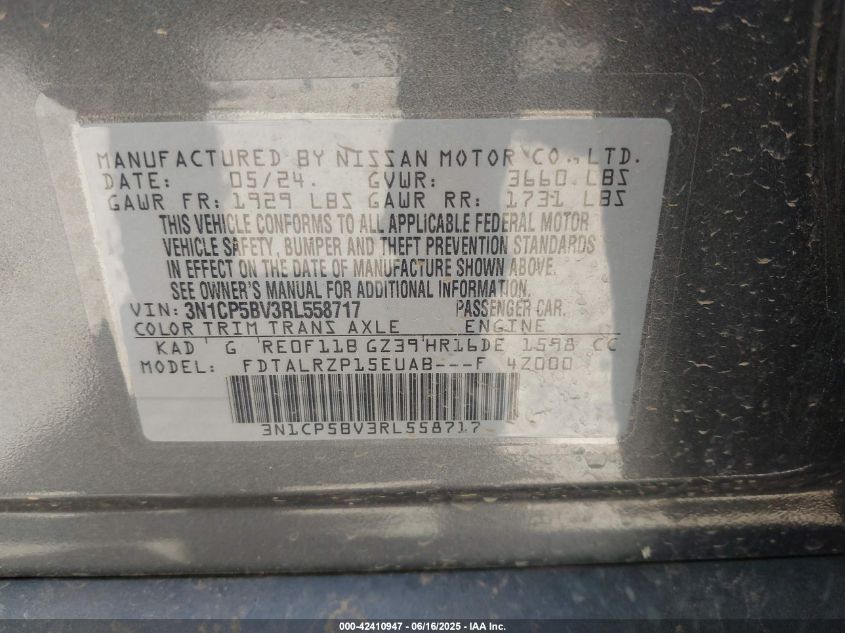 MANUFACTURED BY NISSAN MOTOR CO., LTD.
DATE: 05/24. GVWR: 3660 LBS
GAWR FR: 1929 LBS GAWR RR: 1731 LBS
THIS VEHICLE CONFORMS TO ALL APPLICABLE FEDERAL MOTOR
VEHICLE SAFETY, BUMPER AND THEFT PREVENTION STANDARDS
IN EFFECT ON THE DATE OF MANUFACTURE SHOWN ABOVE.
SEE OWNER'S MANUAL FOR ADDITIONAL INFORMATION.
VIN: 3N1CP5BV3RL558717 PASSENGER CAR.
COLOR TRIM TRANS AXLE ENGINE
KAD G RE0F11B GZ39 HR16DE 1598 CC
MODEL: FDTALRZP15EUAB---F 4Z000
3N1CP5BV3RL558717
000-42410947 - 06/16/2025 - IAA Inc.